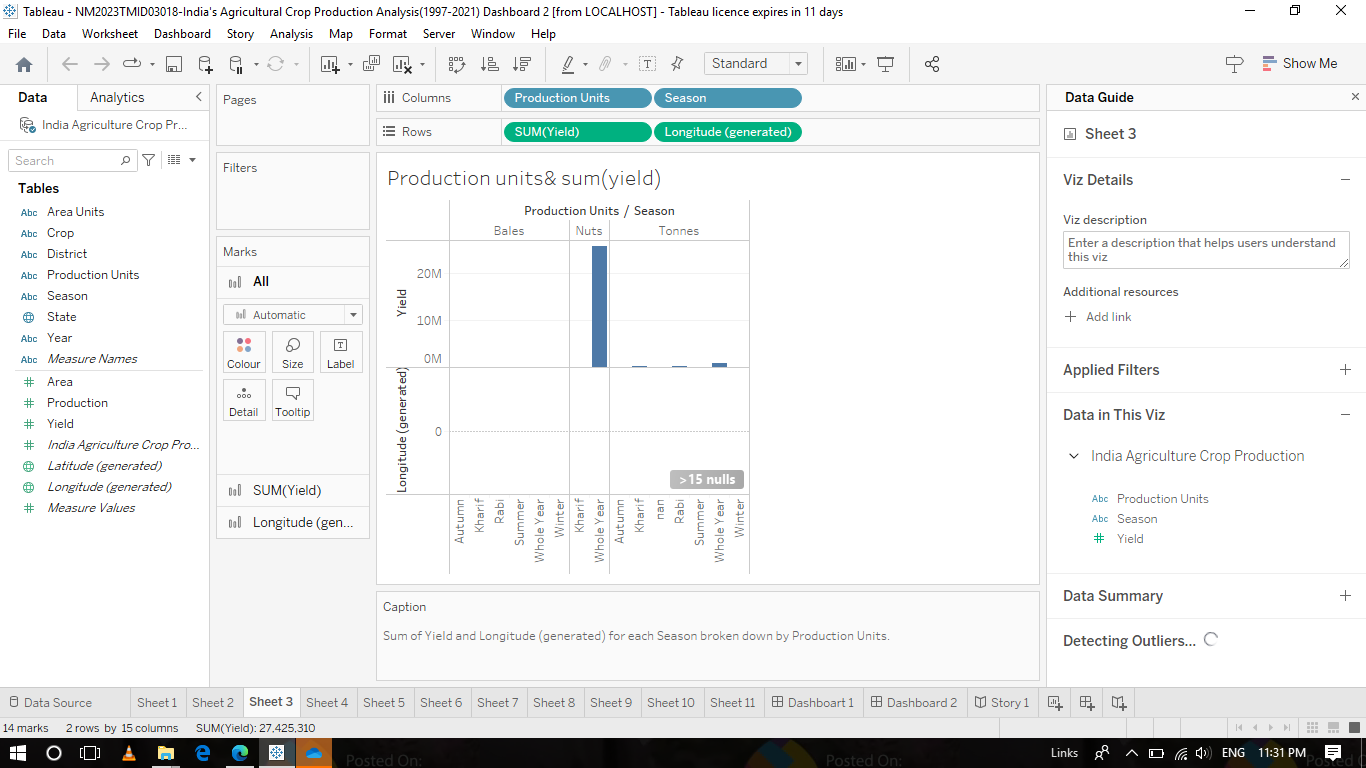 Tableau - NM2023TMID03018-India's Agricultural Crop Production Analysis(1997-2021) Dashboard 2 [from LOCALHOST] - Tableau licence expires in 11 days
File Data Worksheet Dashboard Story Analysis Map Format Server Window Help
Standard
Show Me
Data Analytics
India Agriculture Crop Pr...
Search
Tables
Abc Area Units
Abc Crop
Abc District
Abc Production Units
Abc Season
State
Abc Year
Abc Measure Names
Area
Production
Yield
India Agriculture Crop Pro...
Latitude (generated)
Longitude (generated)
Measure Values
Pages
Filters
Marks
All
Automatic
Colour Size Label
Detail Tooltip
SUM(Yield)
Longitude (gen...
Columns Production Units Season
Rows SUM(Yield) Longitude (generated)
Production units& sum(yield)
Production Units / Season
Bales Nuts Tonnes
Yield
20M
10M
0M
Longitude (generated)
0
>15 nulls
Autumn Kharif Rabi Summer Whole Year Winter Kharif Whole Year Autumn Kharif nan Rabi Summer Whole Year Winter
Caption
Sum of Yield and Longitude (generated) for each Season broken down by Production Units.
Data Guide
Sheet 3
Viz Details
Viz description
Enter a description that helps users understand
this viz
Additional resources
Add link
Applied Filters
Data in This Viz
India Agriculture Crop Production
Abc Production Units
Abc Season
Yield
Data Summary
Detecting Outliers...
Data Source Sheet 1 Sheet 2 Sheet 3 Sheet 4 Sheet 5 Sheet 6 Sheet 7 Sheet 8 Sheet 9 Sheet 10 Sheet 11 Dashboart 1 Dashboard 2 Story 1
14 marks 2 rows by 15 columns SUM(Yield): 27,425,310
Posted On: Posted On: Posted O
Links ENG 11:31 PM